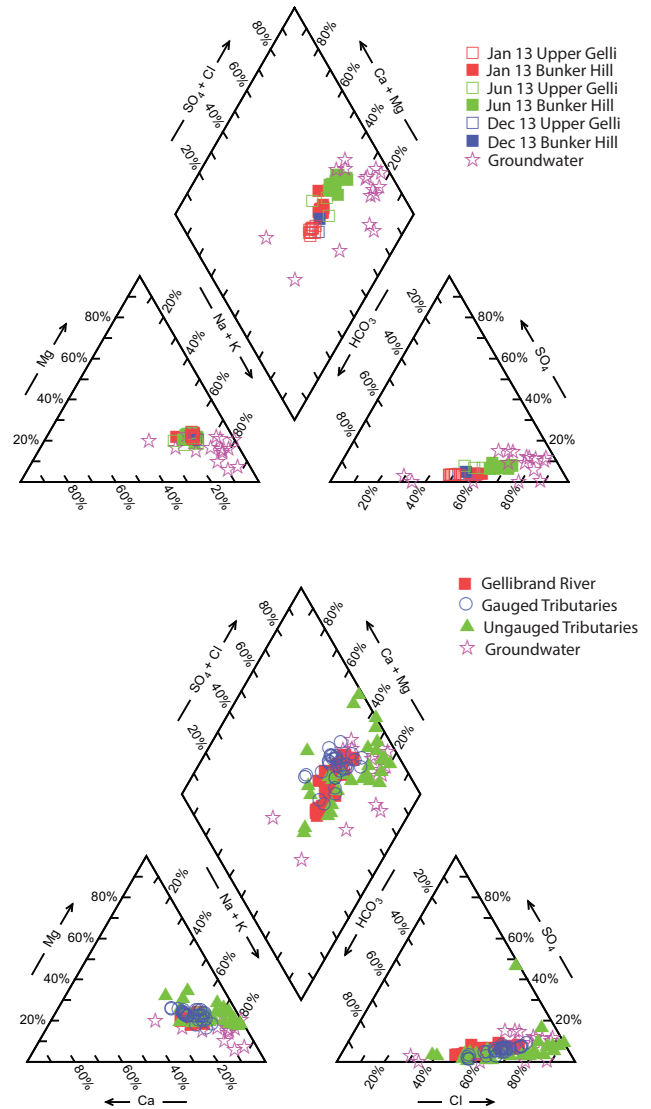 80%
80%
60%
60%
SO4 + Cl
Ca + Mg
40%
40%
20%
20%
Jan 13 Upper Gelli
Jan 13 Bunker Hill
Jun 13 Upper Gelli
Jun 13 Bunker Hill
Dec 13 Upper Gelli
Dec 13 Bunker Hill
Groundwater
Mg
80%
60%
40%
20%
20%
40%
60%
80%
Na + K
HCO3
20%
40%
60%
80%
SO4
80%
60%
40%
20%
80%
60%
40%
20%
20%
40%
60%
80%
80%
80%
60%
60%
SO4 + Cl
Ca + Mg
40%
40%
20%
20%
Gellibrand River
Gauged Tributaries
Ungauged Tributaries
Groundwater
Mg
80%
60%
40%
20%
20%
40%
60%
80%
Na + K
HCO3
20%
40%
60%
80%
SO4
80%
60%
40%
20%
80%
60%
40%
20%
Ca
20%
40%
60%
80%
Cl